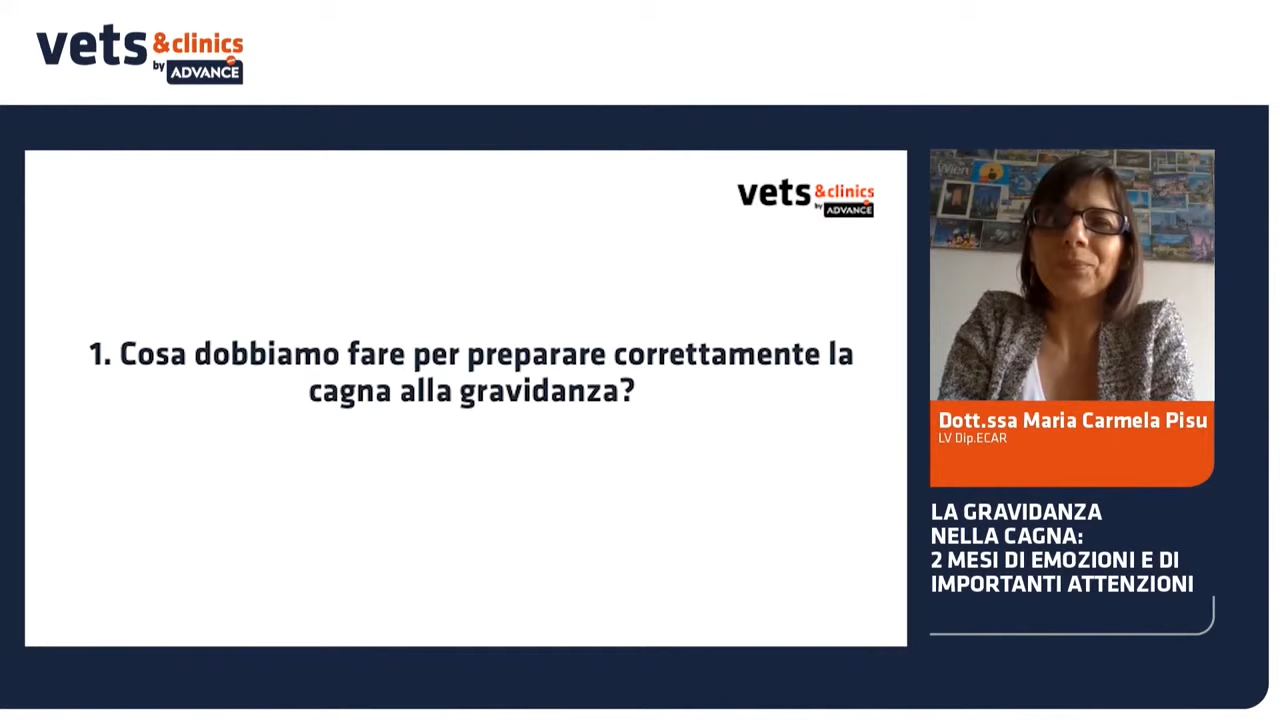 vets &clinics
by ADVANCE
vets &clinics
by ADVANCE
1. Cosa dobbiamo fare per preparare correttamente la
cagna alla gravidanza?
Wien
Dott.ssa Maria Carmela Pisu
LV Dip.ECAR
LA GRAVIDANZA
NELLA CAGNA:
2 MESI DI EMOZIONI E DI
IMPORTANTI ATTENZIONI